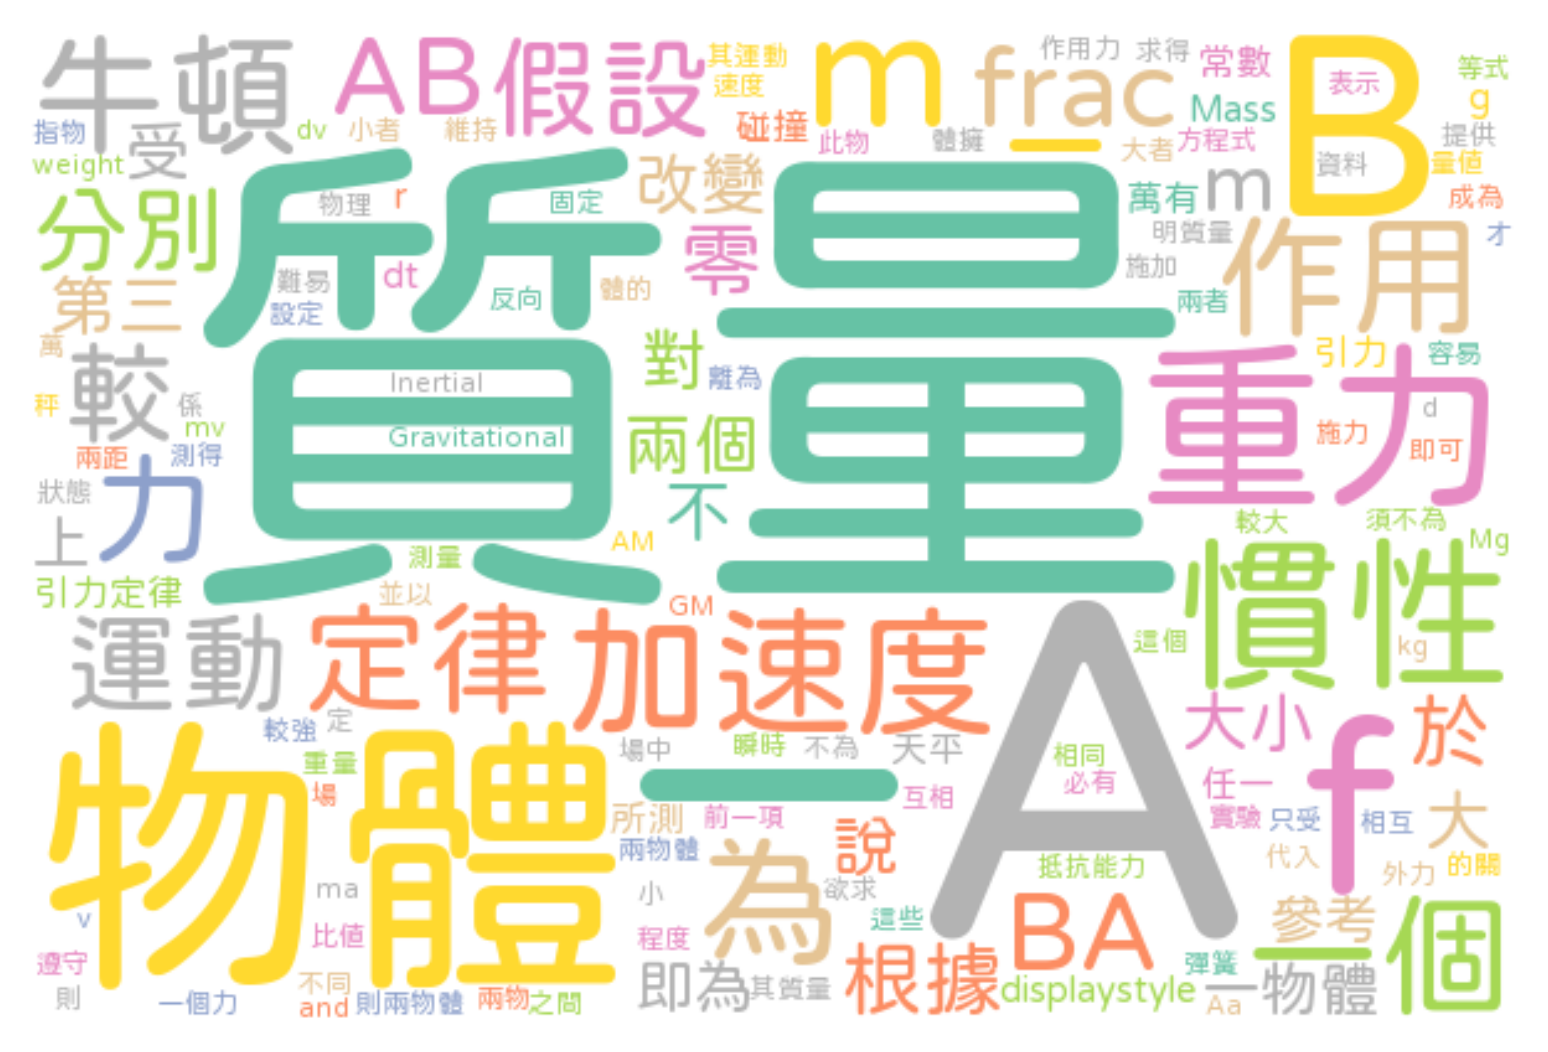 牛頓
AB
假設
其運動
速度
m
frac
作用力
求得
常數
B
表示
等式
g
指物
受
dv
小者
維持
碰撞
此物
體擁
一
大者
Mass
方程式
資料
提供
量值
weight
分別
質量
物理
r
固定
改變
零
萬有
m
明質量
成為
才
第三
難易
設定
dt
反向
體的
施加
兩者
作用
萬
較
秤
係
mv
Inertial
Gravitational
對
離為
兩個
不
重力
引力
容易
d
施力
即可
兩距
測得
狀態
力
上
引力定律
測量
並以
AM
GM
較大
須不為
Mg
慣性
這個
kg
運動
定律
加速度
A
較強
定
重量
場
物體
場中
瞬時
不為
天平
一
互相
相同
必有
大小
任一
f
於
實驗
只受
相互
大
所測
前一項
說
兩物體
抵抗能力
代入
外力
的關
ma
小
為
欲求
v
比值
程度
這些
BA
參考
個
遵守
則
一個力
不同
and
則兩物體
兩物
之間
即為
其質量
根據
displaystyle
彈簧
Aa
一
一物體